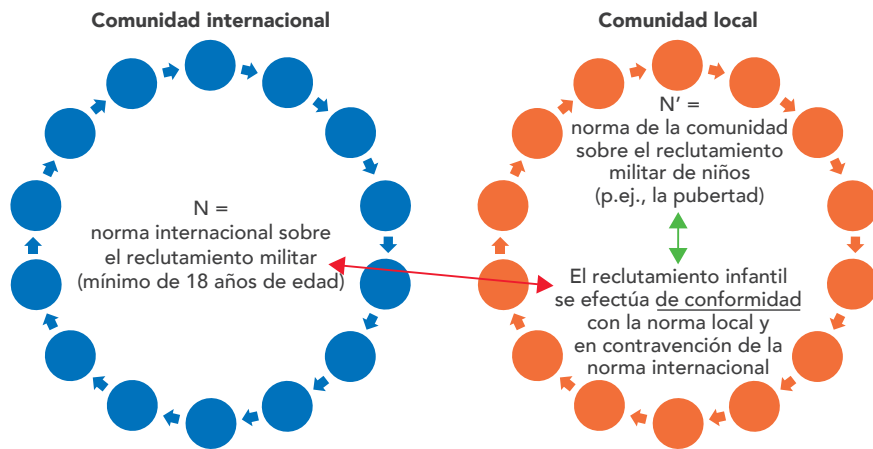 Comunidad internacional
N =
norma internacional sobre
el reclutamiento militar
(mínimo de 18 años de edad)
Comunidad local
N’ =
norma de la comunidad
sobre el reclutamiento
militar de niños
(p.ej., la pubertad)
El reclutamiento infantil
se efectúa de conformidad
con la norma local y
en contravención de la
norma internacional